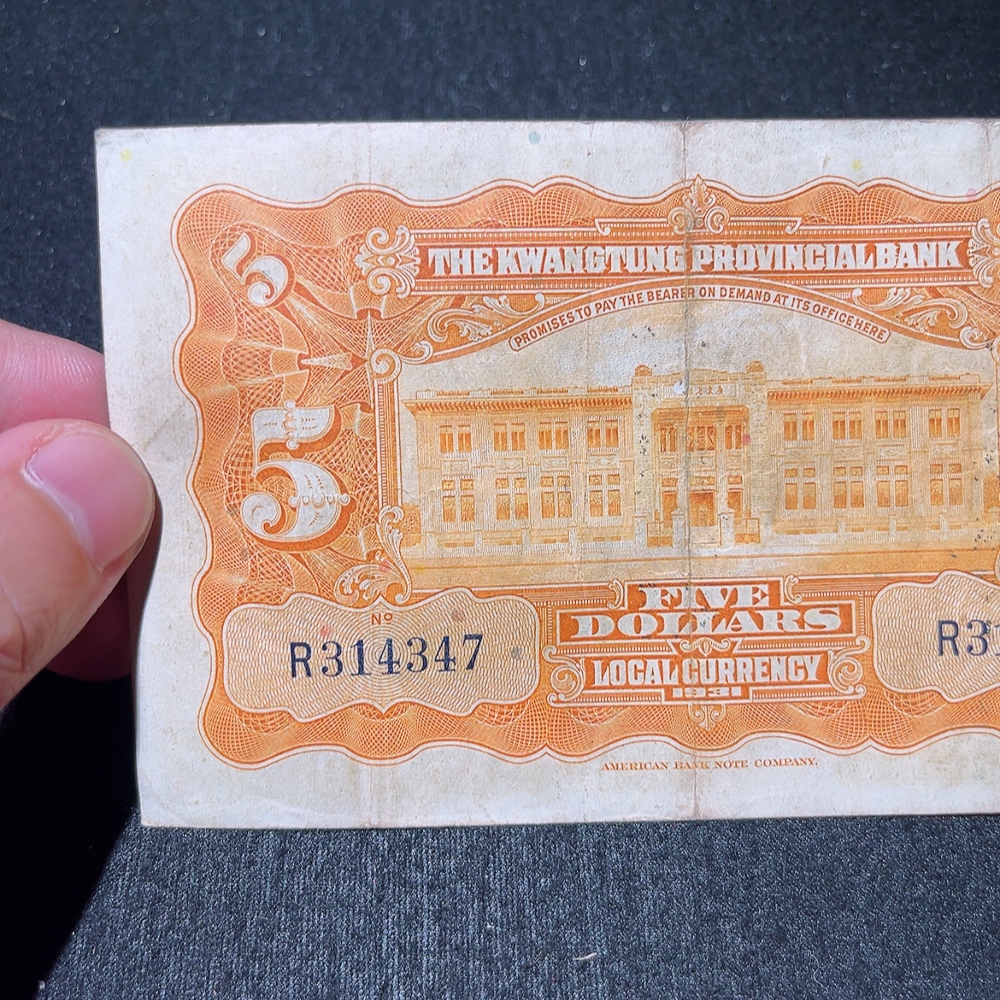 5
THE KWANGTUNG PROVINCIAL BANK
PROMISES TO PAY THE BEARER ON DEMAND AT ITS OFFICE HERE
5
Nº
R314347
FIVE
DOLLARS
R3
LOCAL CURRENCY
1931
AMERICAN BANK NOTE COMPANY.